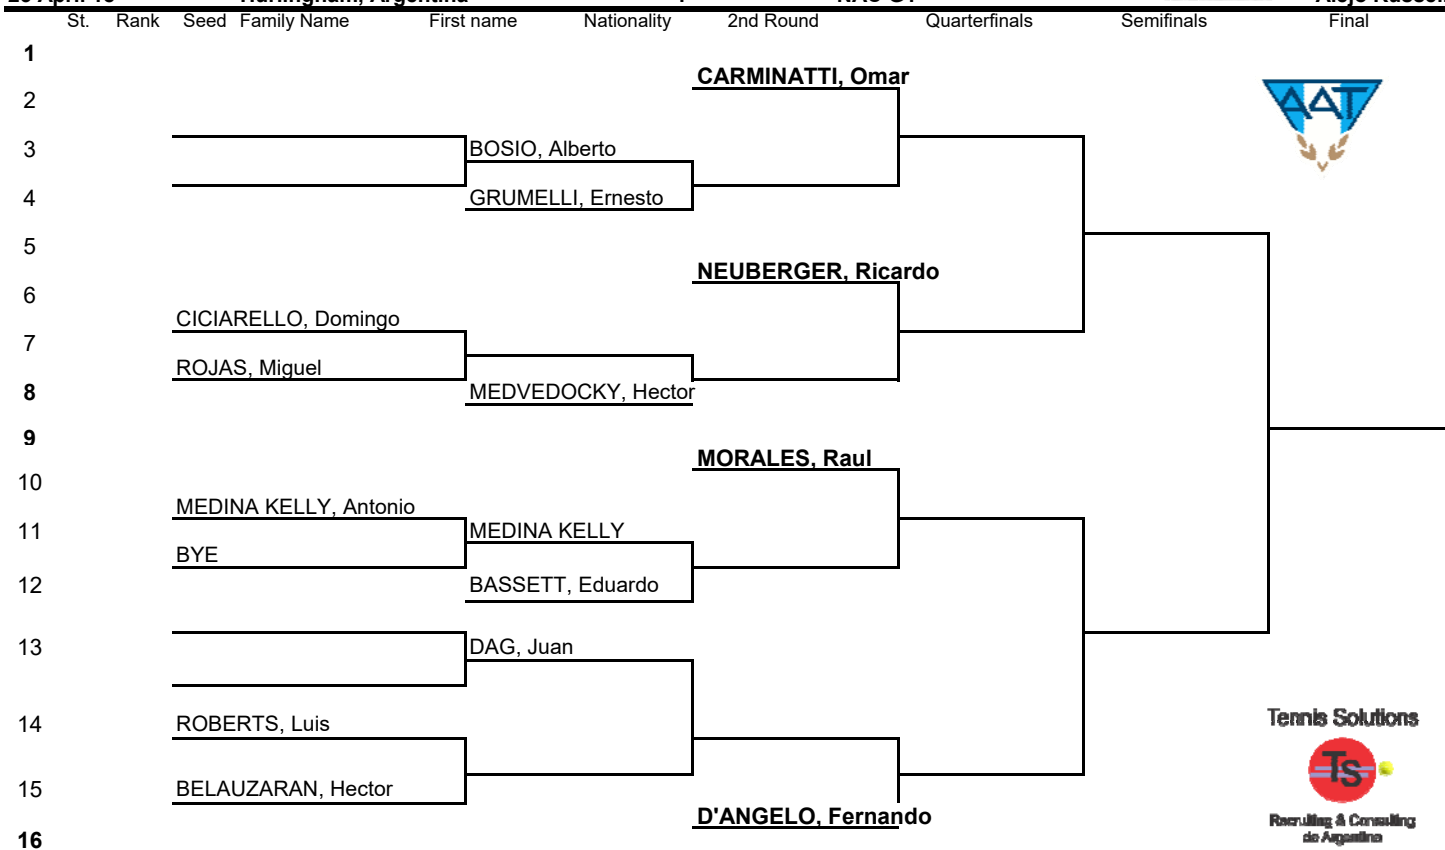 St. Rank Seed Family Name First name Nationality 2nd Round Quarterfinals Semifinals Final
1
CARMINATTI, Omar
2
3 BOSIO, Alberto
4 GRUMELLI, Ernesto
5
NEUBERGER, Ricardo
6
CICIARELLO, Domingo
7
ROJAS, Miguel
8 MEDVEDOCKY, Hector
9
MORALES, Raul
10
MEDINA KELLY, Antonio
11 MEDINA KELLY
BYE
12 BASSETT, Eduardo
13 DAG, Juan
14 ROBERTS, Luis
15 BELAUZARAN, Hector
D'ANGELO, Fernando
16
AAT
Tennis Solutions
TS
Recruiting & Consulting
de Argentina